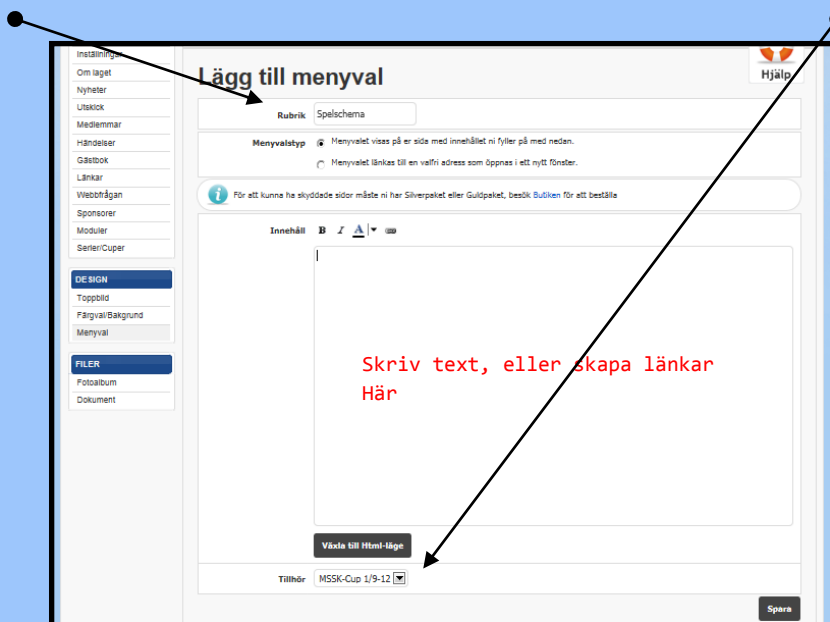 Inställningar
Om laget
Nyheter
Utskick
Medlemmar
Händelser
Gästbok
Länkar
Webbfrågan
Sponsorer
Moduler
Serier/Cuper
DESIGN
Toppbild
Färgval/Bakgrund
Menyval
FILER
Fotoalbum
Dokument
Hjälp
Lägg till menyval
Rubrik Spelschema
Menyvalstyp Menyvalet visas på er sida med innehållet ni fyller på med nedan.
Menyvalet länkas till en valfri adress som öppnas i ett nytt fönster.
i För att kunna ha skyddade sidor måste ni har Silverpaket eller Guldpaket, besök Butiken för att beställa
Innehåll B I A
Skriv text, eller skapa länkar
Här
Växla till Html-läge
Tillhör MSSK-Cup 1/9-12
Spara